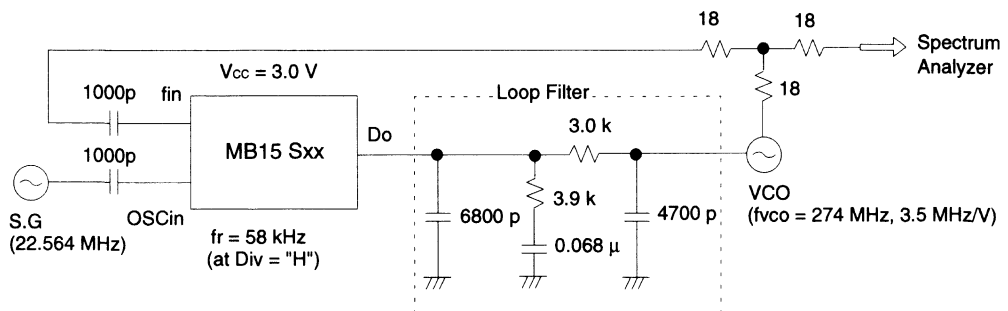 18
18
Spectrum
Analyzer
18
Vcc = 3.0 V
1000p
fin
Loop Filter
Do
3.0 k
MB15 Sxx
1000p
3.9 k
6800 p
4700 p
0.068 μ
VCO
(fvco = 274 MHz, 3.5 MHz/V)
S.G
(22.564 MHz)
OSCin
fr = 58 kHz
(at Div = "H")